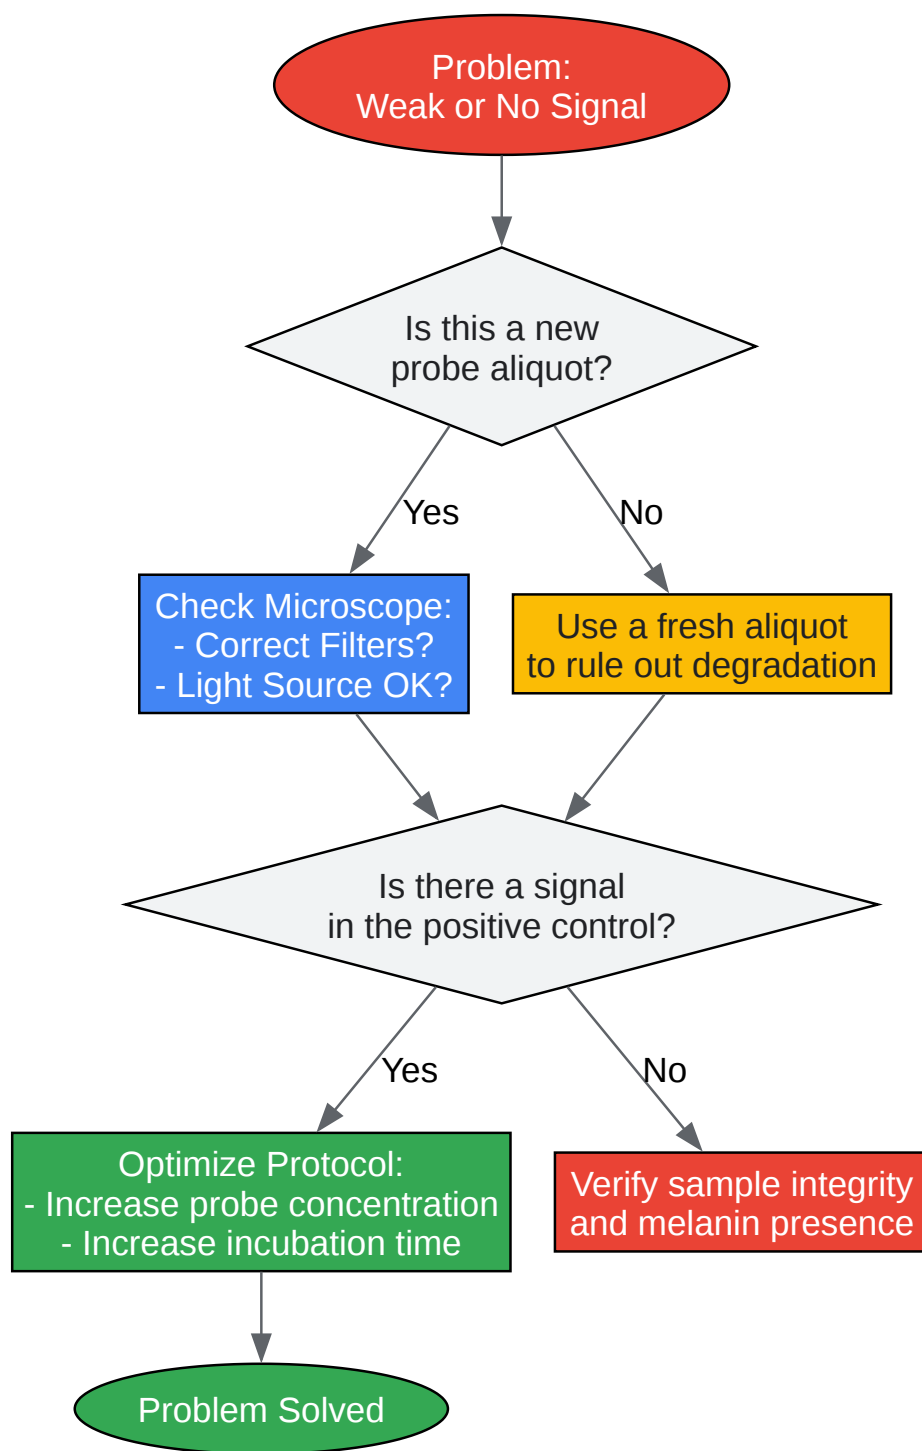 Problem:
Weak or No Signal
Is this a new
probe aliquot?
Yes
No
Check Microscope:
- Correct Filters?
- Light Source OK?
Use a fresh aliquot
to rule out degradation
Is there a signal
in the positive control?
Yes
No
Optimize Protocol:
- Increase probe concentration
- Increase incubation time
Verify sample integrity
and melanin presence
Problem Solved